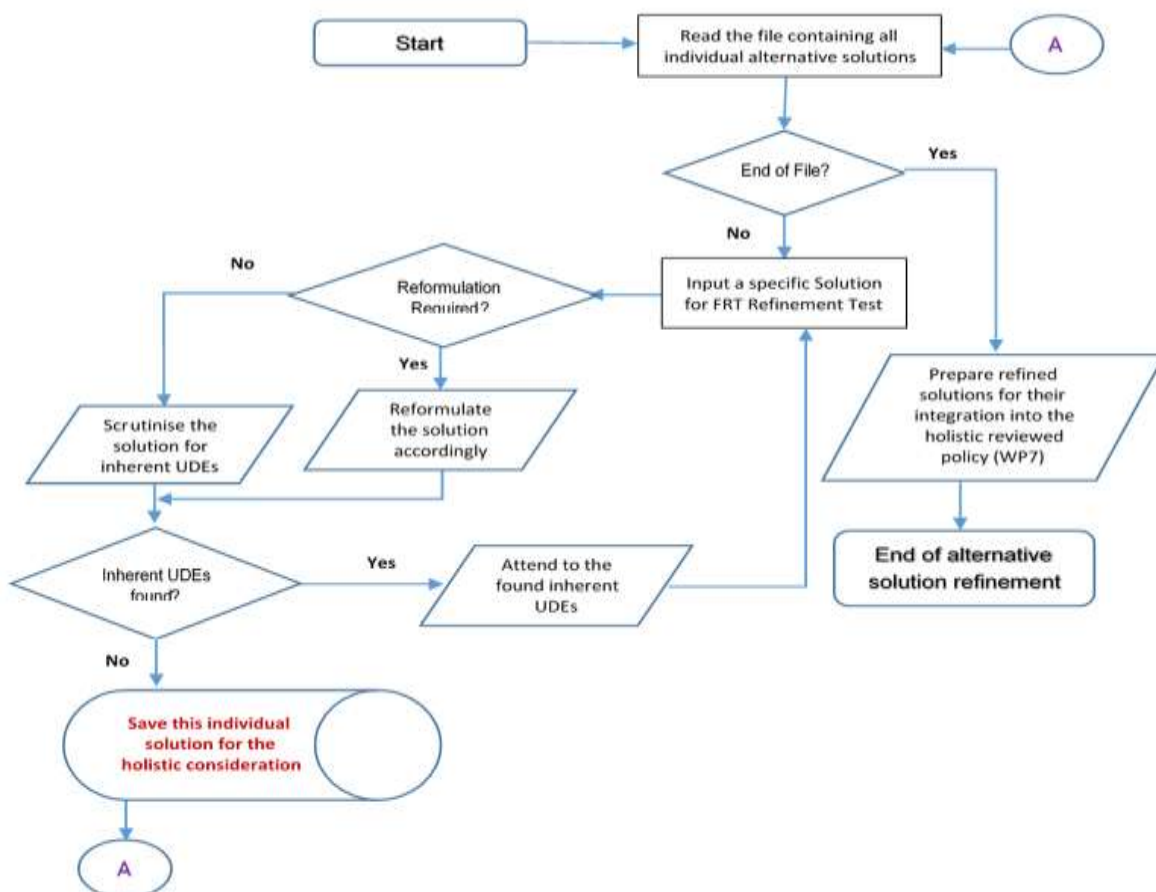 Start
Read the file containing all
individual alternative solutions
A
End of File?
Yes
No
Input a specific Solution
for FRT Refinement Test
Reformulation
Required?
No
Yes
Scrutinise the
solution for
inherent UDEs
Reformulate
the solution
accordingly
Prepare refined
solutions for their
integration into the
holistic reviewed
policy (WP7)
End of alternative
solution refinement
Inherent UDEs
found?
Yes
Attend to the
found inherent
UDEs
No
Save this individual
solution for the
holistic consideration
A